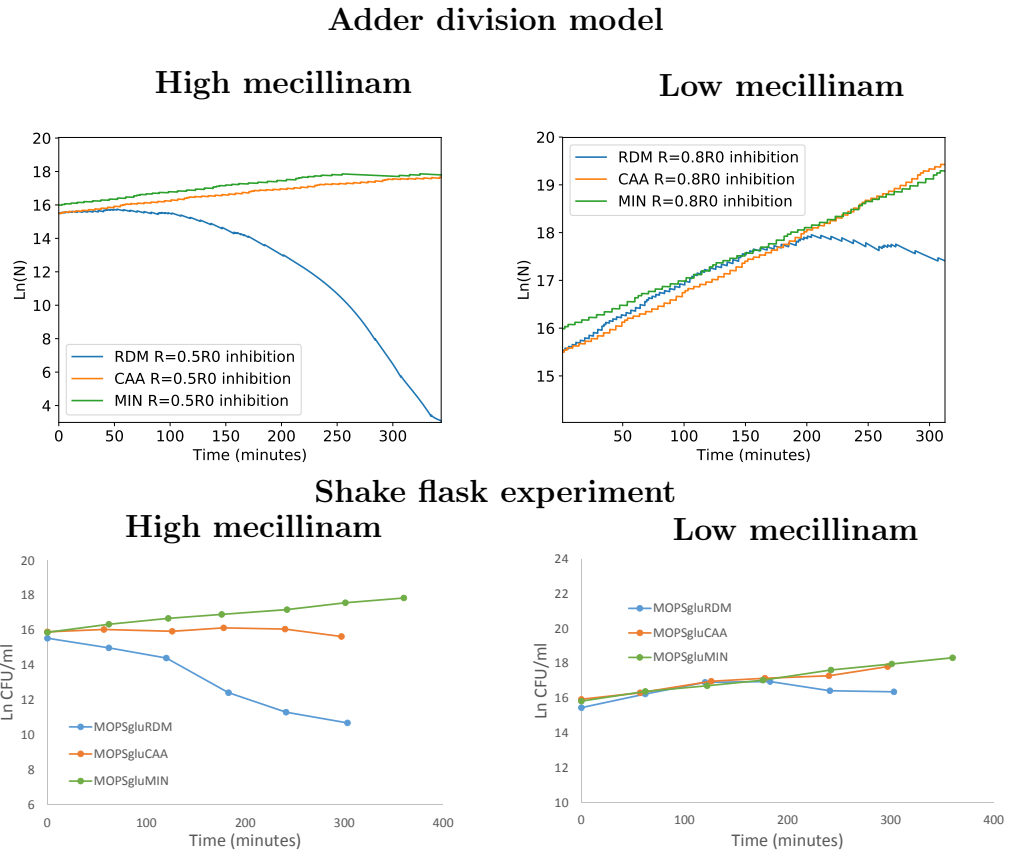 Adder division model
High mecillinam
Low mecillinam
20
18
16
14
12
10
8
6
4
Ln(N)
RDM R=0.5R0 inhibition
CAA R=0.5R0 inhibition
MIN R=0.5R0 inhibition
0 50 100 150 200 250 300
Time (minutes)
20
19
18
17
16
15
Ln(N)
RDM R=0.8R0 inhibition
CAA R=0.8R0 inhibition
MIN R=0.8R0 inhibition
50 100 150 200 250 300
Time (minutes)
Shake flask experiment
High mecillinam
Low mecillinam
20
18
16
14
12
10
8
6
Ln CFU/ml
MOPSgluRDM
MOPSgluCAA
MOPSgluMIN
0 100 200 300 400
Time (minutes)
24
22
20
18
16
14
12
10
Ln CFU/ml
MOPSgluRDM
MOPSgluCAA
MOPSgluMIN
0 100 200 300 400
Time (minutes)